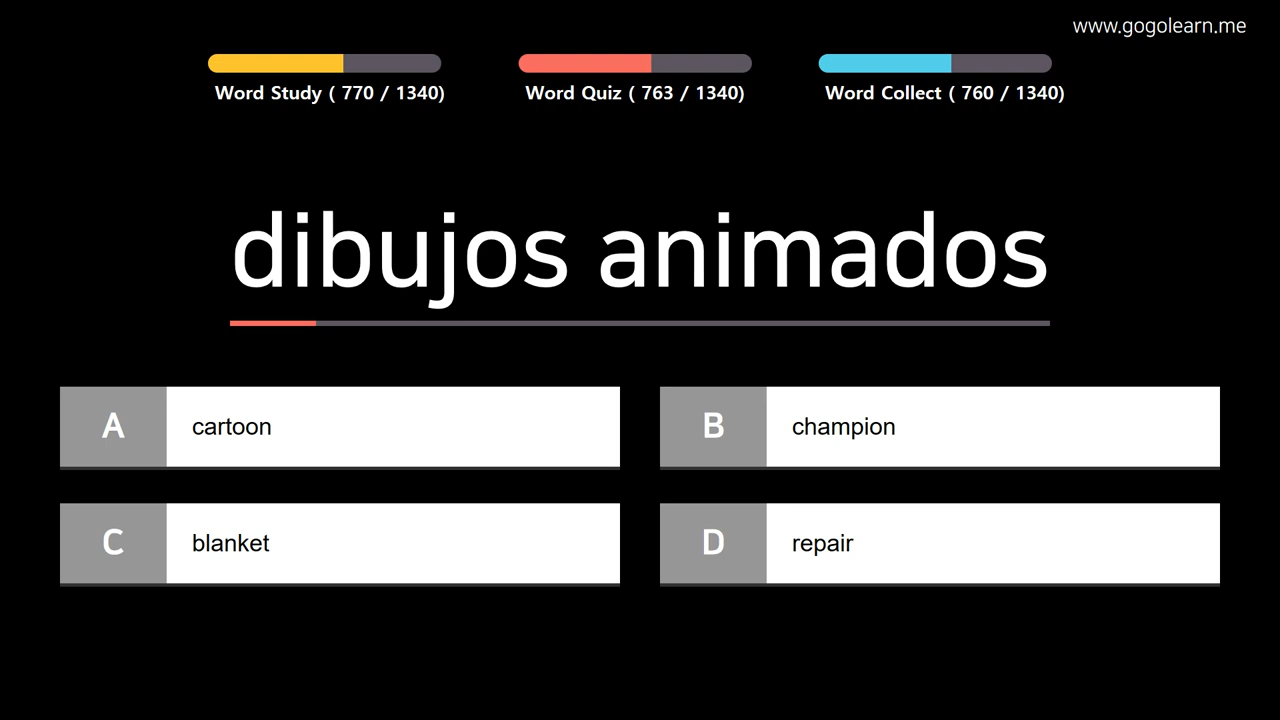 www.gogolearn.me
Word Study ( 770 / 1340)
Word Quiz ( 763 / 1340)
Word Collect ( 760 / 1340)
dibujos animados
A cartoon
B champion
C blanket
D repair